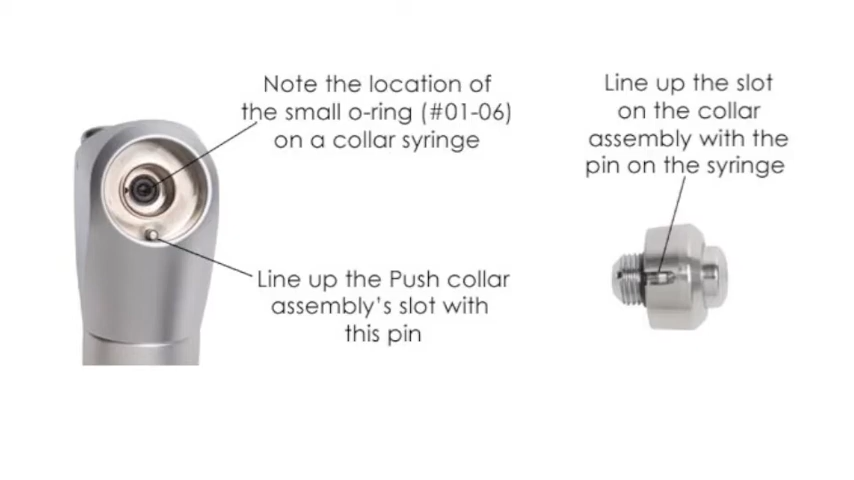 Note the location of
the small o-ring (#01-06)
on a collar syringe
Line up the slot
on the collar
assembly with the
pin on the syringe
Line up the Push collar
assembly's slot with
this pin